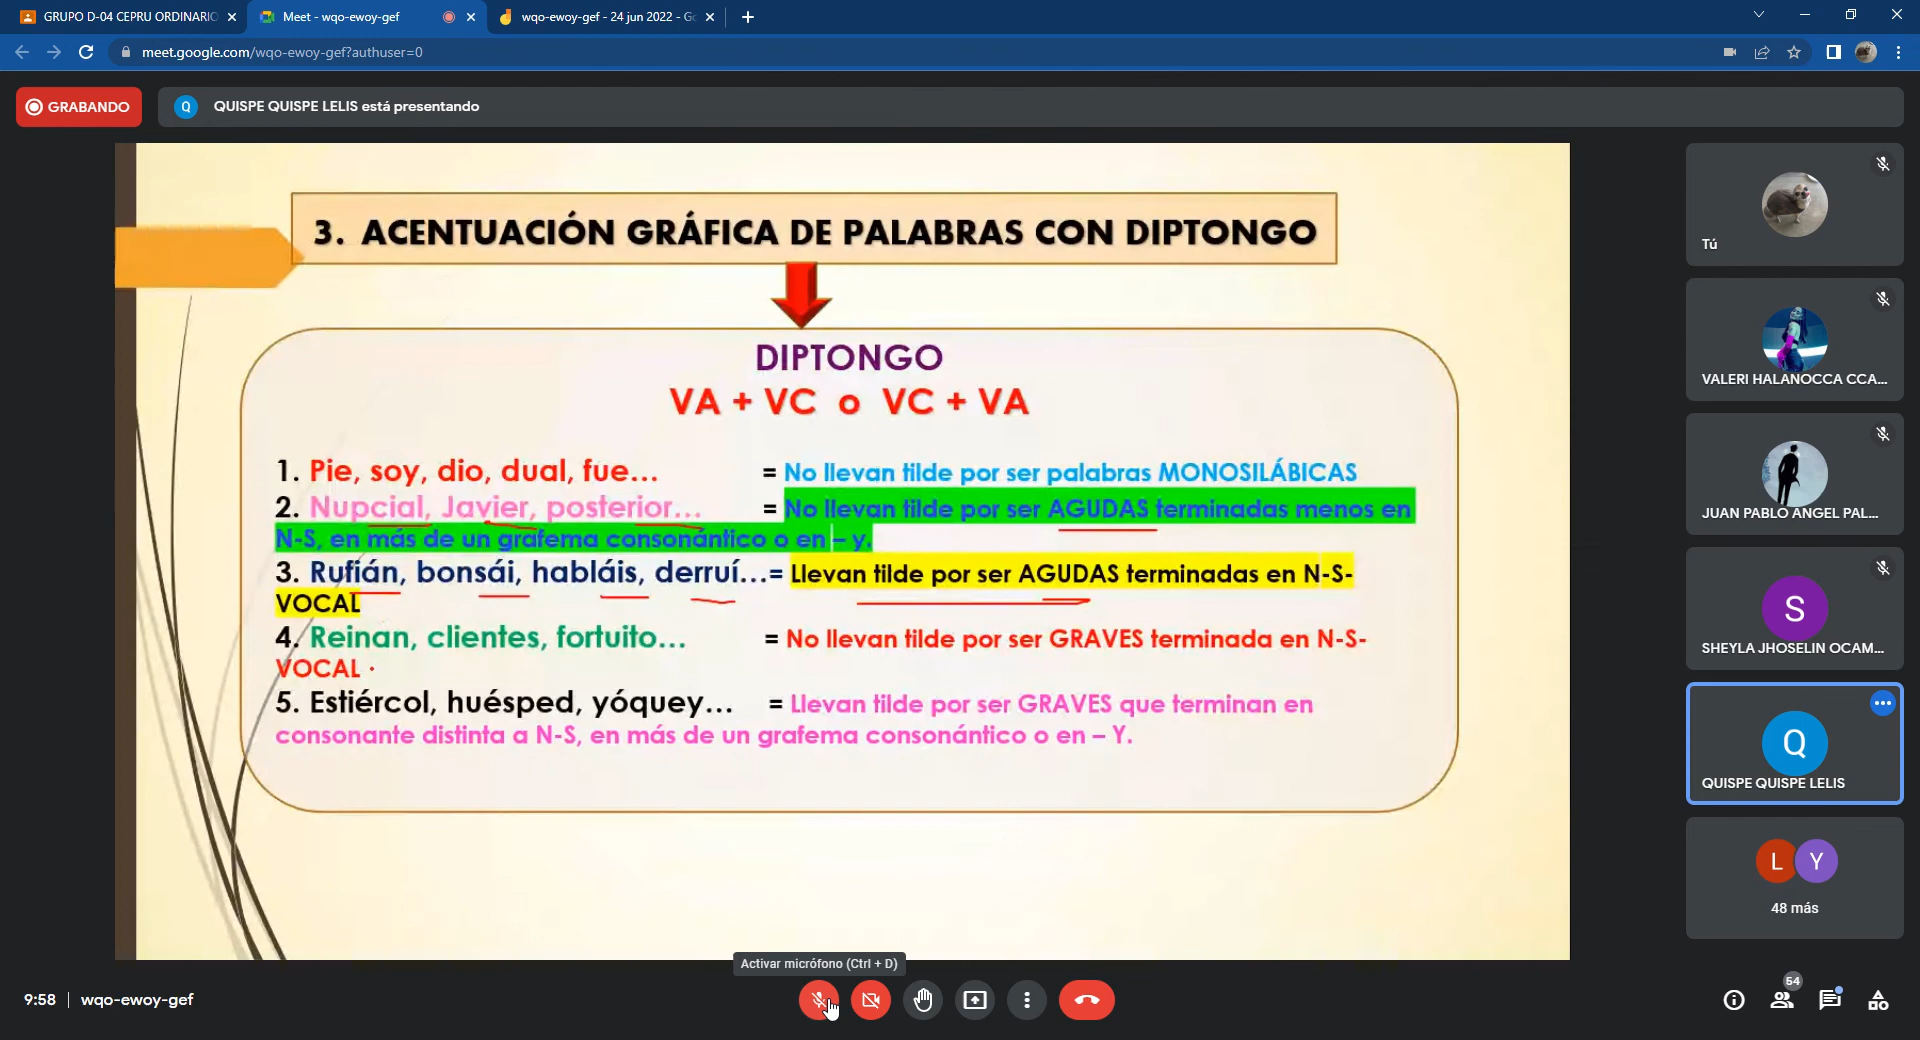 GRUPO D-04 CEPRU ORDINARIO
Meet - wqo-ewoy-gef
wqo-ewoy-gef - 24 jun 2022 - Go
meet.google.com/wqo-ewoy-gef?authuser=0
GRABANDO
Q
QUISPE QUISPE LELIS está presentando
3. ACENTUACIÓN GRÁFICA DE PALABRAS CON DIPTONGO
DIPTONGO
VA + VC o VC + VA
1. Pie, soy, dio, dual, fue... = No llevan tilde por ser palabras MONOSILÁBICAS
2. Nupcial, Javier, posterior... = No llevan tilde por ser AGUDAS terminadas menos en
N-S, en más de un grafema consonántico o en – y.
3. Rufián, bonsái, habláis, derruí...= Llevan tilde por ser AGUDAS terminadas en N-S-
VOCAL
4. Reinan, clientes, fortuito... = No llevan tilde por ser GRAVES terminada en N-S-
VOCAL
5. Estiércol, huésped, yóquey... = Llevan tilde por ser GRAVES que terminan en
consonante distinta a N-S, en más de un grafema consonántico o en – Y.
Tú
VALERI HALANOCCA CCA...
JUAN PABLO ANGEL PAL...
S
SHEYLA JHOSELIN OCAM...
Q
QUISPE QUISPE LELIS
L Y
48 más
Activar micrófono (Ctrl + D)
9:58 | wqo-ewoy-gef
54